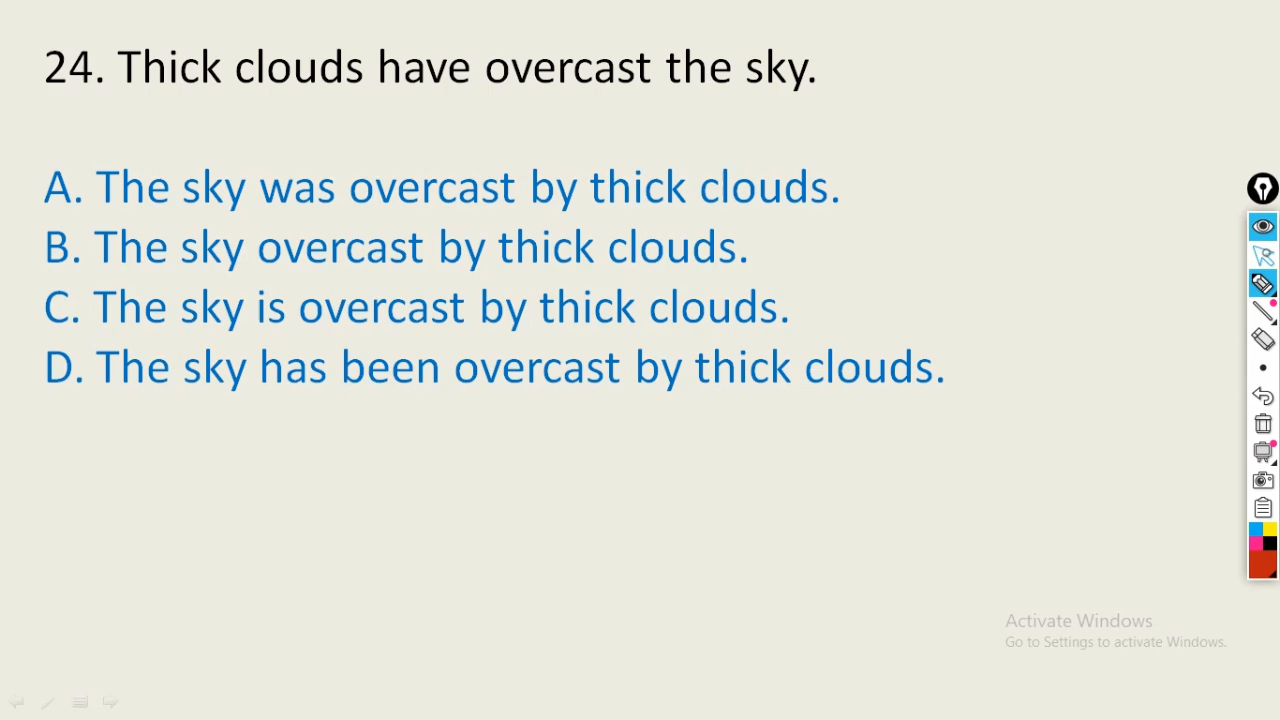 24. Thick clouds have overcast the sky.
A. The sky was overcast by thick clouds.
B. The sky overcast by thick clouds.
C. The sky is overcast by thick clouds.
D. The sky has been overcast by thick clouds.
Activate Windows
Go to Settings to activate Windows.